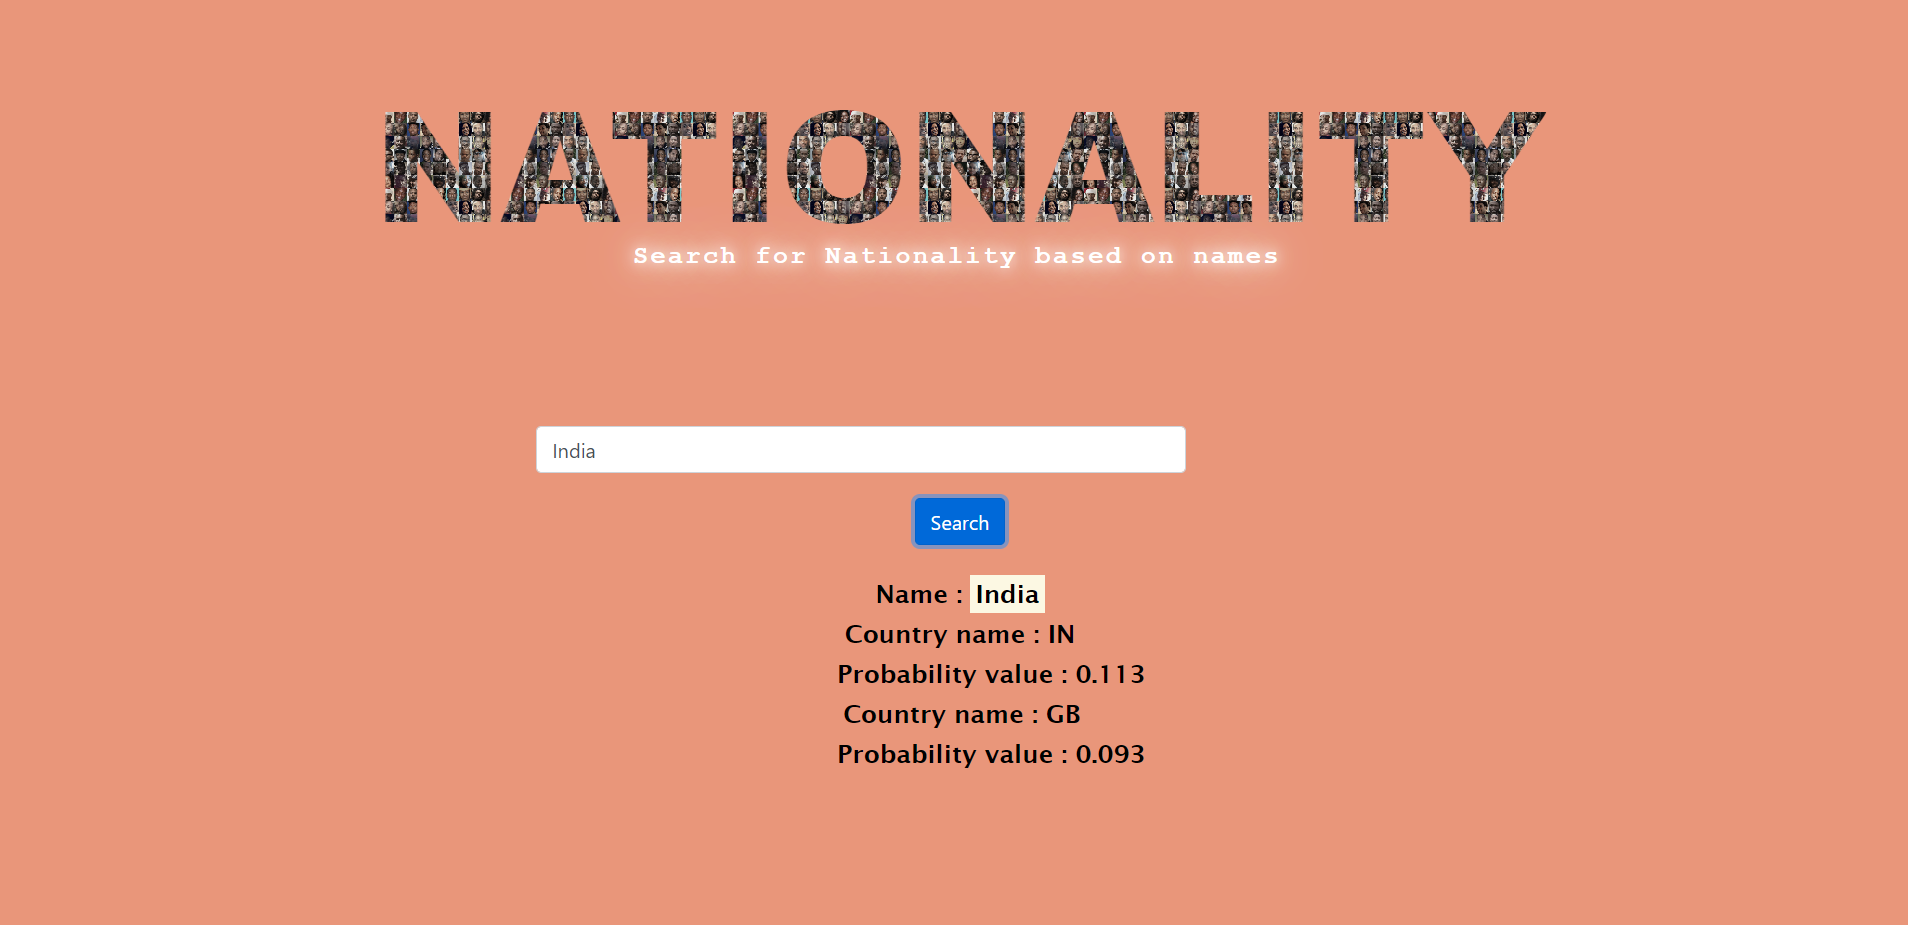 NATIONALITY
Search for Nationality based on names
India
Search
Name : India
Country name : IN
Probability value : 0.113
Country name : GB
Probability value : 0.093